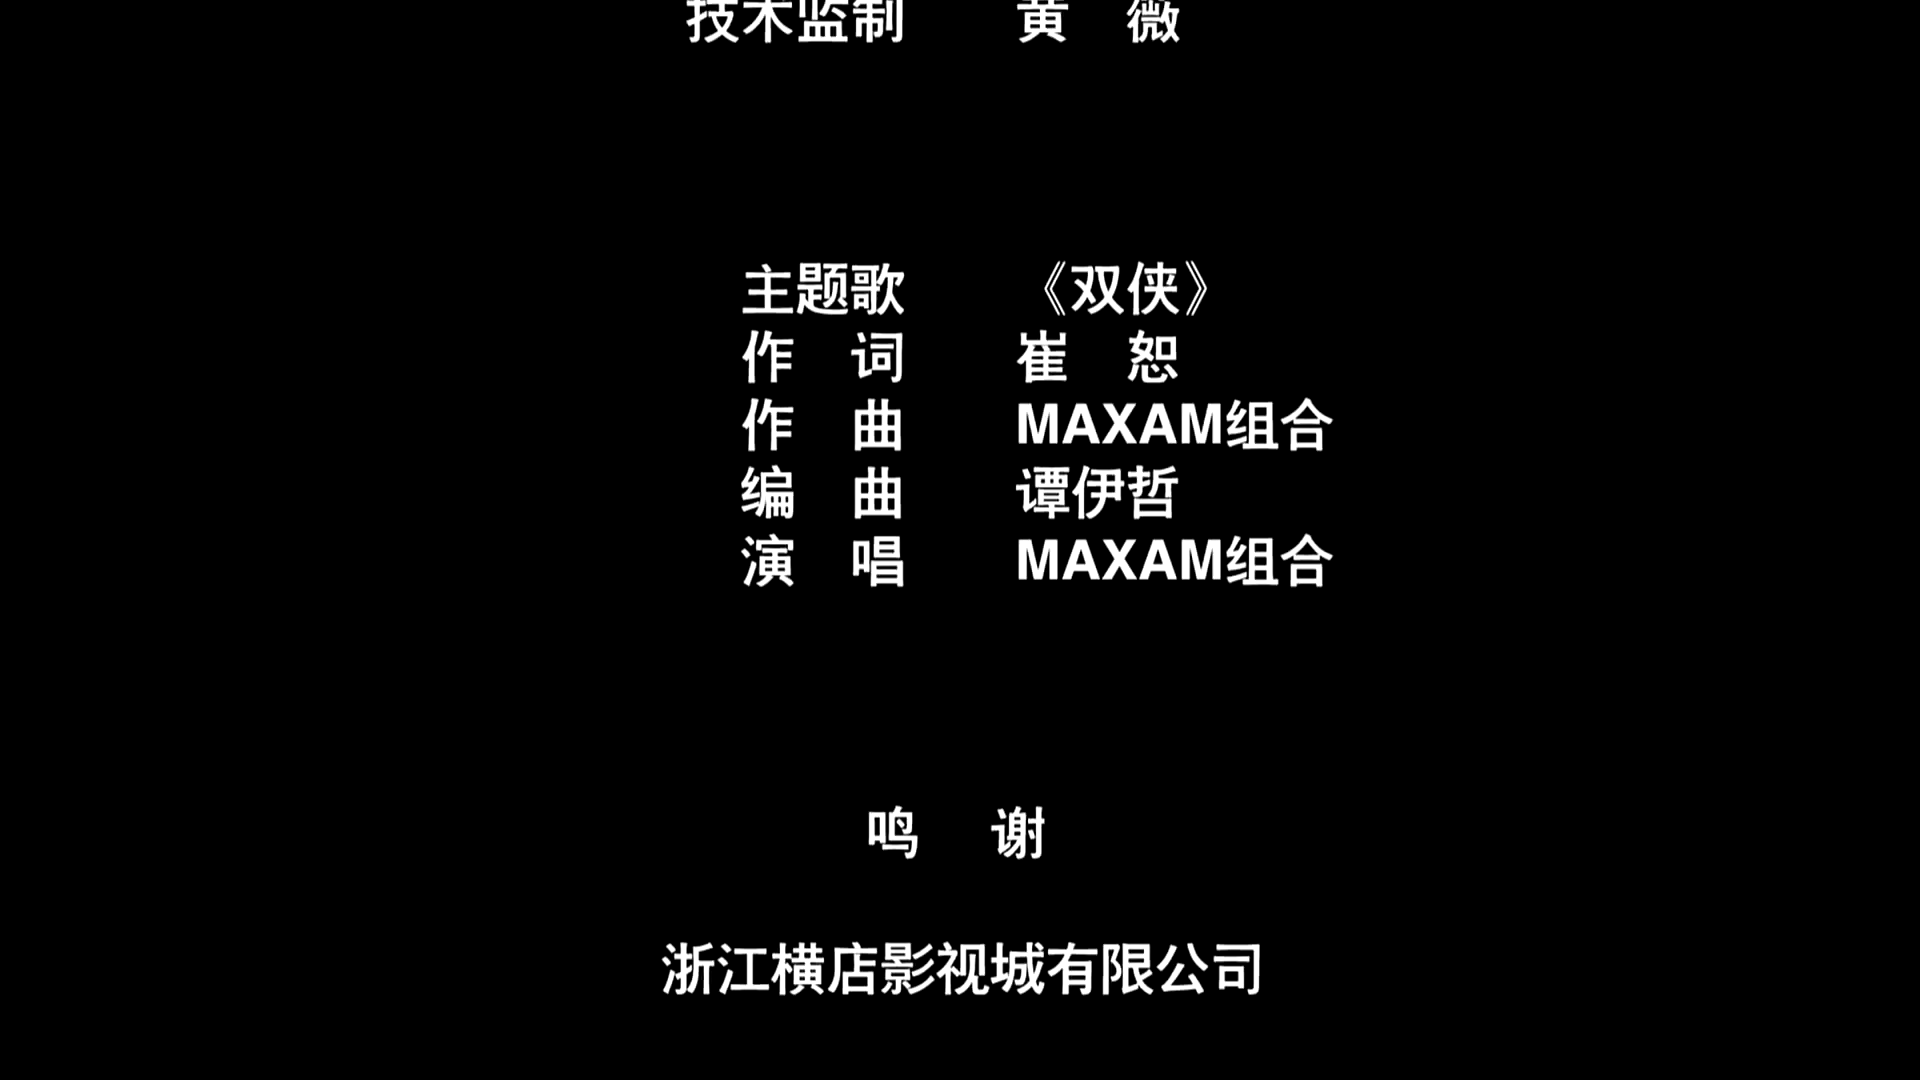 技术监制 黄 薇
主题歌 《双侠》
作 词 崔 恕
作 曲 MAXAM组合
编 曲 谭伊哲
演 唱 MAXAM组合
鸣 谢
浙江横店影视城有限公司